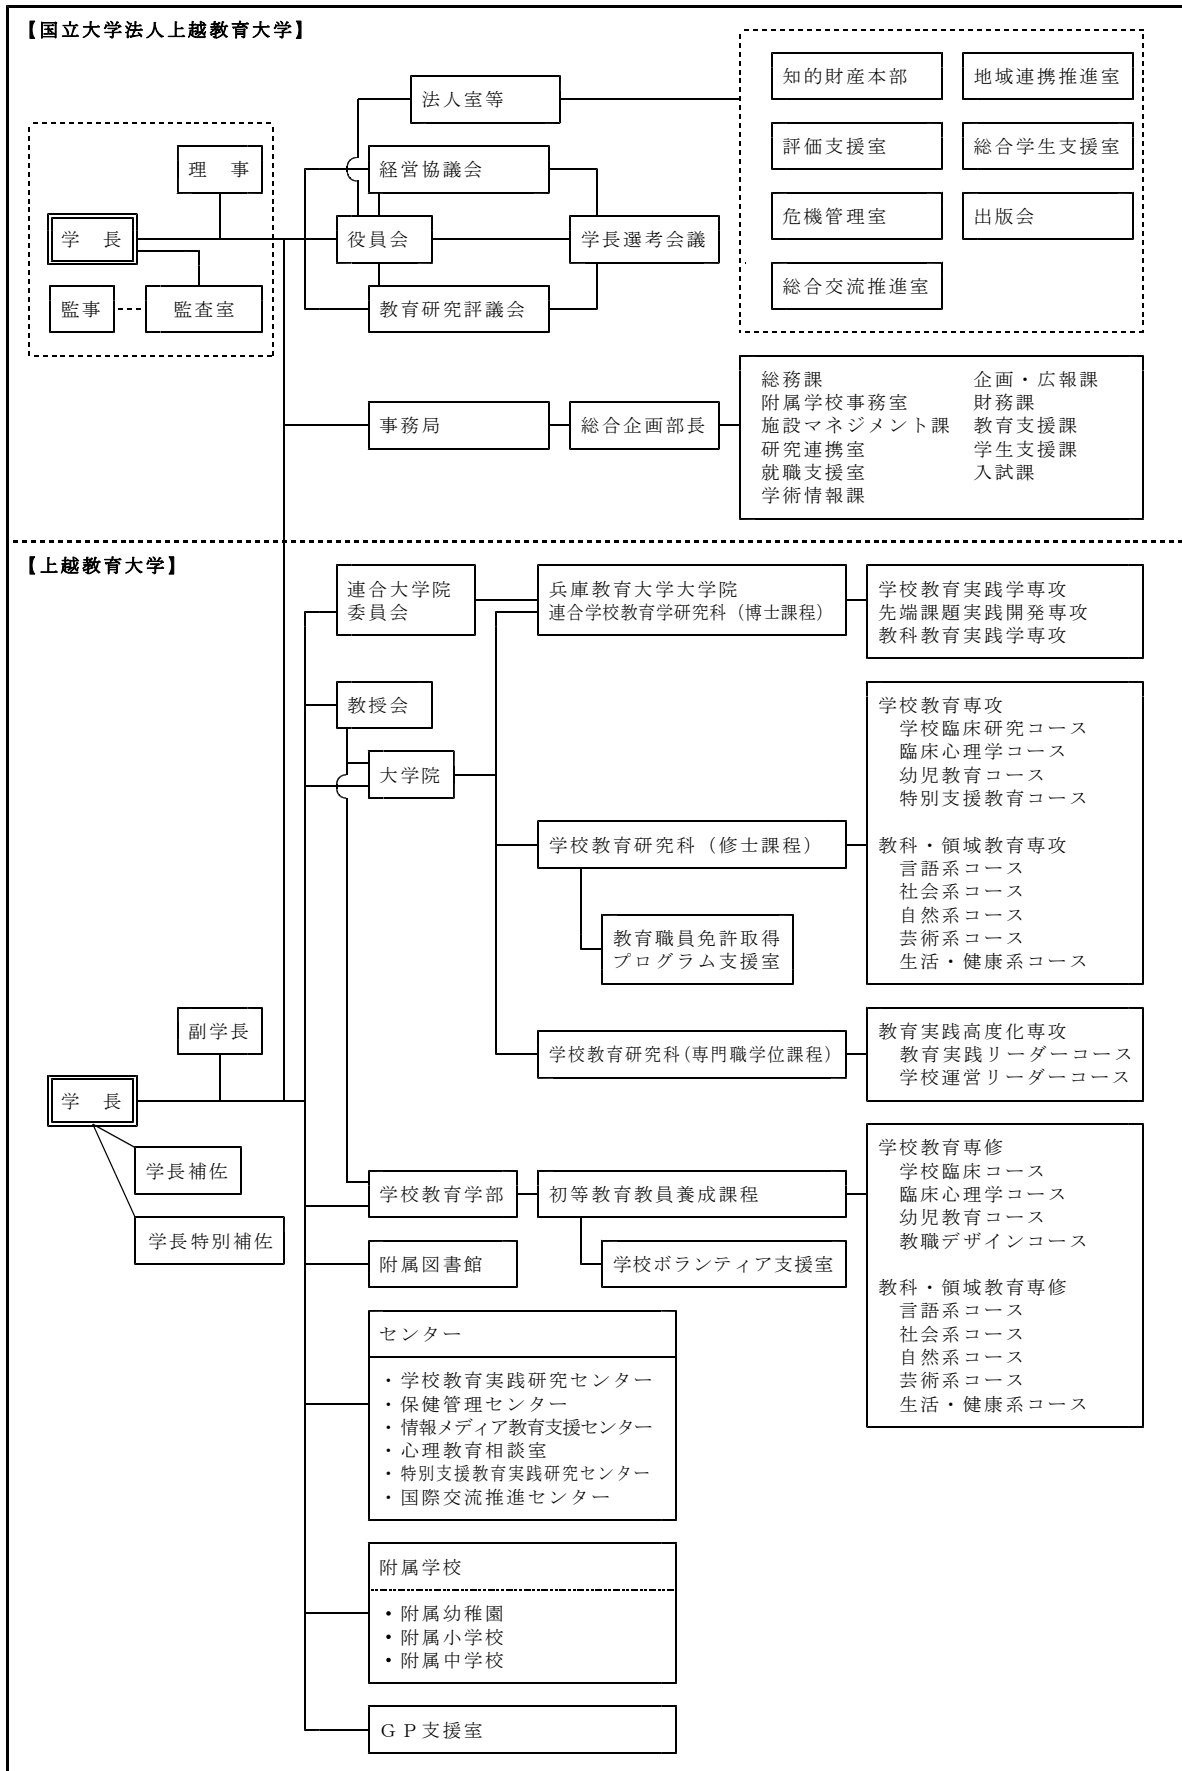 【国立大学法人上越教育大学】
法人室等
知的財産本部
地域連携推進室
評価支援室
総合学生支援室
危機管理室
出版会
総合交流推進室
理　事
経営協議会
学　長
役員会
学長選考会議
監事
監査室
教育研究評議会
事務局
総合企画部長
総務課
附属学校事務室
施設マネジメント課
研究連携室
就職支援室
学術情報課
企画・広報課
財務課
教育支援課
学生支援課
入試課
【上越教育大学】
連合大学院
委員会
兵庫教育大学大学院
連合学校教育学研究科（博士課程）
学校教育実践学専攻
先端課題実践開発専攻
教科教育実践学専攻
教授会
大学院
学校教育専攻
学校臨床研究コース
臨床心理学コース
幼児教育コース
特別支援教育コース
学校教育研究科（修士課程）
教科・領域教育専攻
言語系コース
社会系コース
自然系コース
芸術系コース
生活・健康系コース
教育職員免許取得
プログラム支援室
学校教育研究科(専門職学位課程)
教育実践高度化専攻
教育実践リーダーコース
学校運営リーダーコース
副学長
学　長
学長補佐
学長特別補佐
学校教育学部
初等教育教員養成課程
学校教育専修
学校臨床コース
臨床心理学コース
幼児教育コース
教職デザインコース
教科・領域教育専修
言語系コース
社会系コース
自然系コース
芸術系コース
生活・健康系コース
附属図書館
学校ボランティア支援室
センター
・学校教育実践研究センター
・保健管理センター
・情報メディア教育支援センター
・心理教育相談室
・特別支援教育実践研究センター
・国際交流推進センター
附属学校
・附属幼稚園
・附属小学校
・附属中学校
ＧＰ支援室